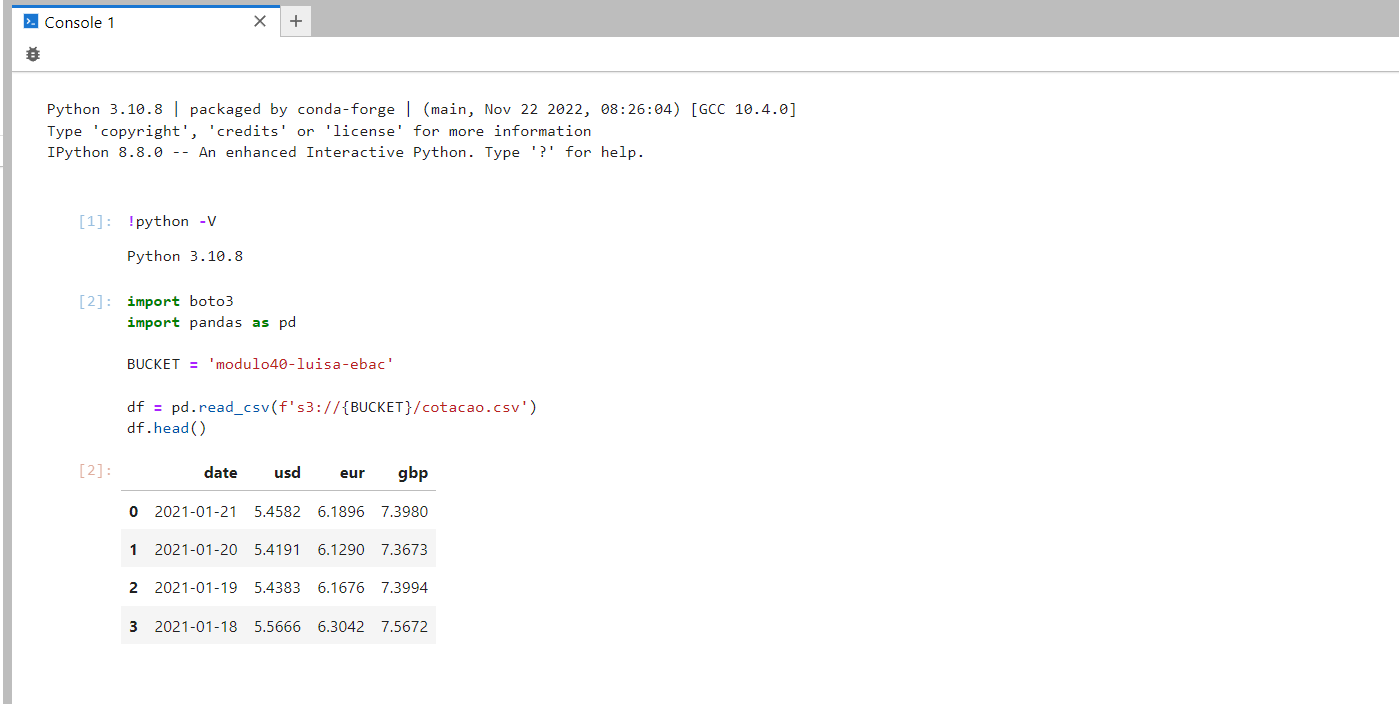 Console 1
Python 3.10.8 | packaged by conda-forge | (main, Nov 22 2022, 08:26:04) [GCC 10.4.0]
Type 'copyright', 'credits' or 'license' for more information
IPython 8.8.0 -- An enhanced Interactive Python. Type '?' for help.
[1]: !python -V
Python 3.10.8
[2]: import boto3
import pandas as pd
BUCKET = 'modulo40-luisa-ebac'
df = pd.read_csv(f's3://{BUCKET}/cotacao.csv')
df.head()
[2]: date usd eur gbp
0 2021-01-21 5.4582 6.1896 7.3980
1 2021-01-20 5.4191 6.1290 7.3673
2 2021-01-19 5.4383 6.1676 7.3994
3 2021-01-18 5.5666 6.3042 7.5672